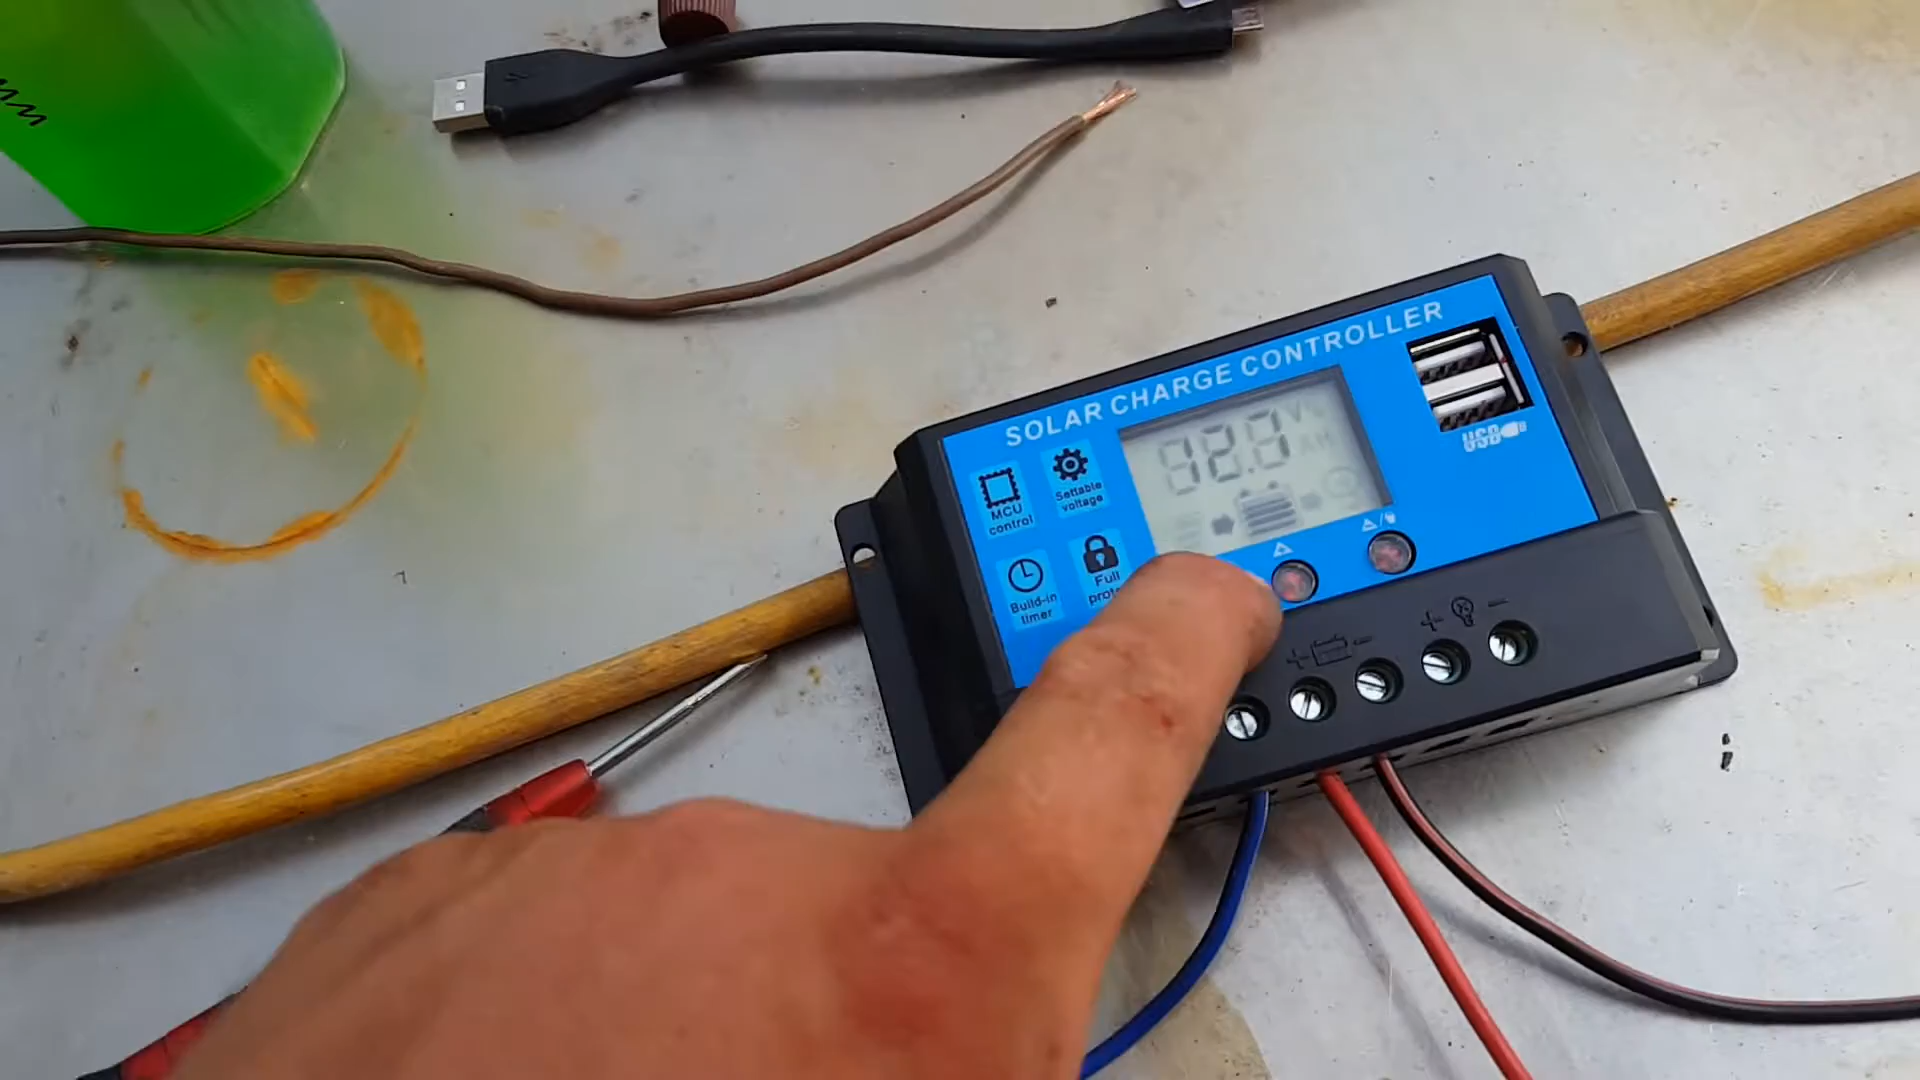 SOLAR CHARGE CONTROLLER
MCU
control
Settable
voltage
Build-in
timer
Full
USB